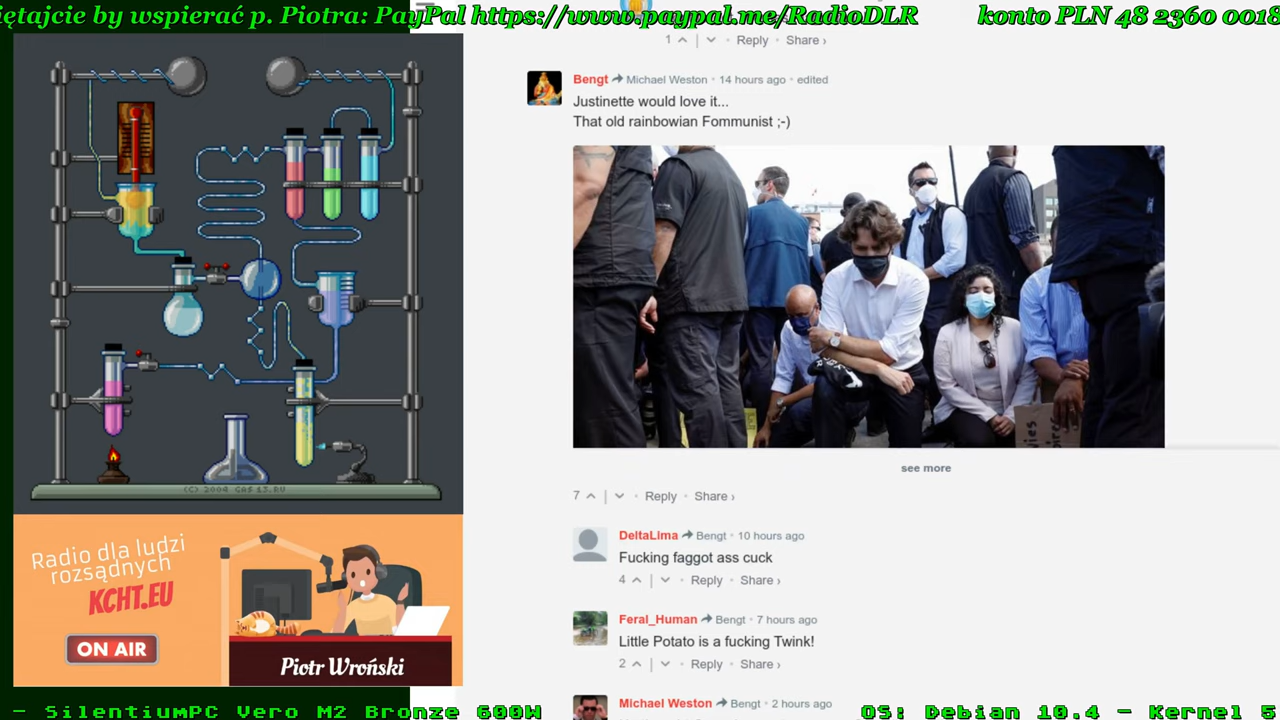 ętajcie by wspierać p. Piotra: PayPal https://www.paypal.me/RadioDLR konto PLN 48 2360 0018
1 | Reply Share ›
Bengt Michael Weston • 14 hours ago • edited
Justinette would love it...
That old rainbowian Fommunist ;-)
see more
7 | • Reply • Share ›
DeltaLima Bengt • 10 hours ago
Fucking faggot ass cuck
4 | • Reply • Share ›
Feral_Human Bengt • 7 hours ago
Little Potato is a fucking Twink!
2 | • Reply • Share ›
Michael Weston Bengt • 2 hours ago
(C) 2004 GAS 13.RU
Radio dla ludzi
rozsądnych
KCHT.EU
ON AIR
Piotr Wroński
- SilentiumPC Vero M2 Bronze 600W OS: Debian 10.4 - Kernel 5